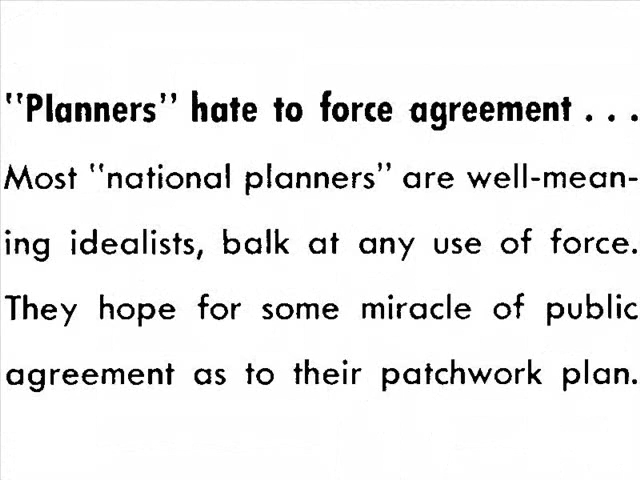 "Planners" hate to force agreement . . .
Most "national planners" are well-mean-
ing idealists, balk at any use of force.
They hope for some miracle of public
agreement as to their patchwork plan.